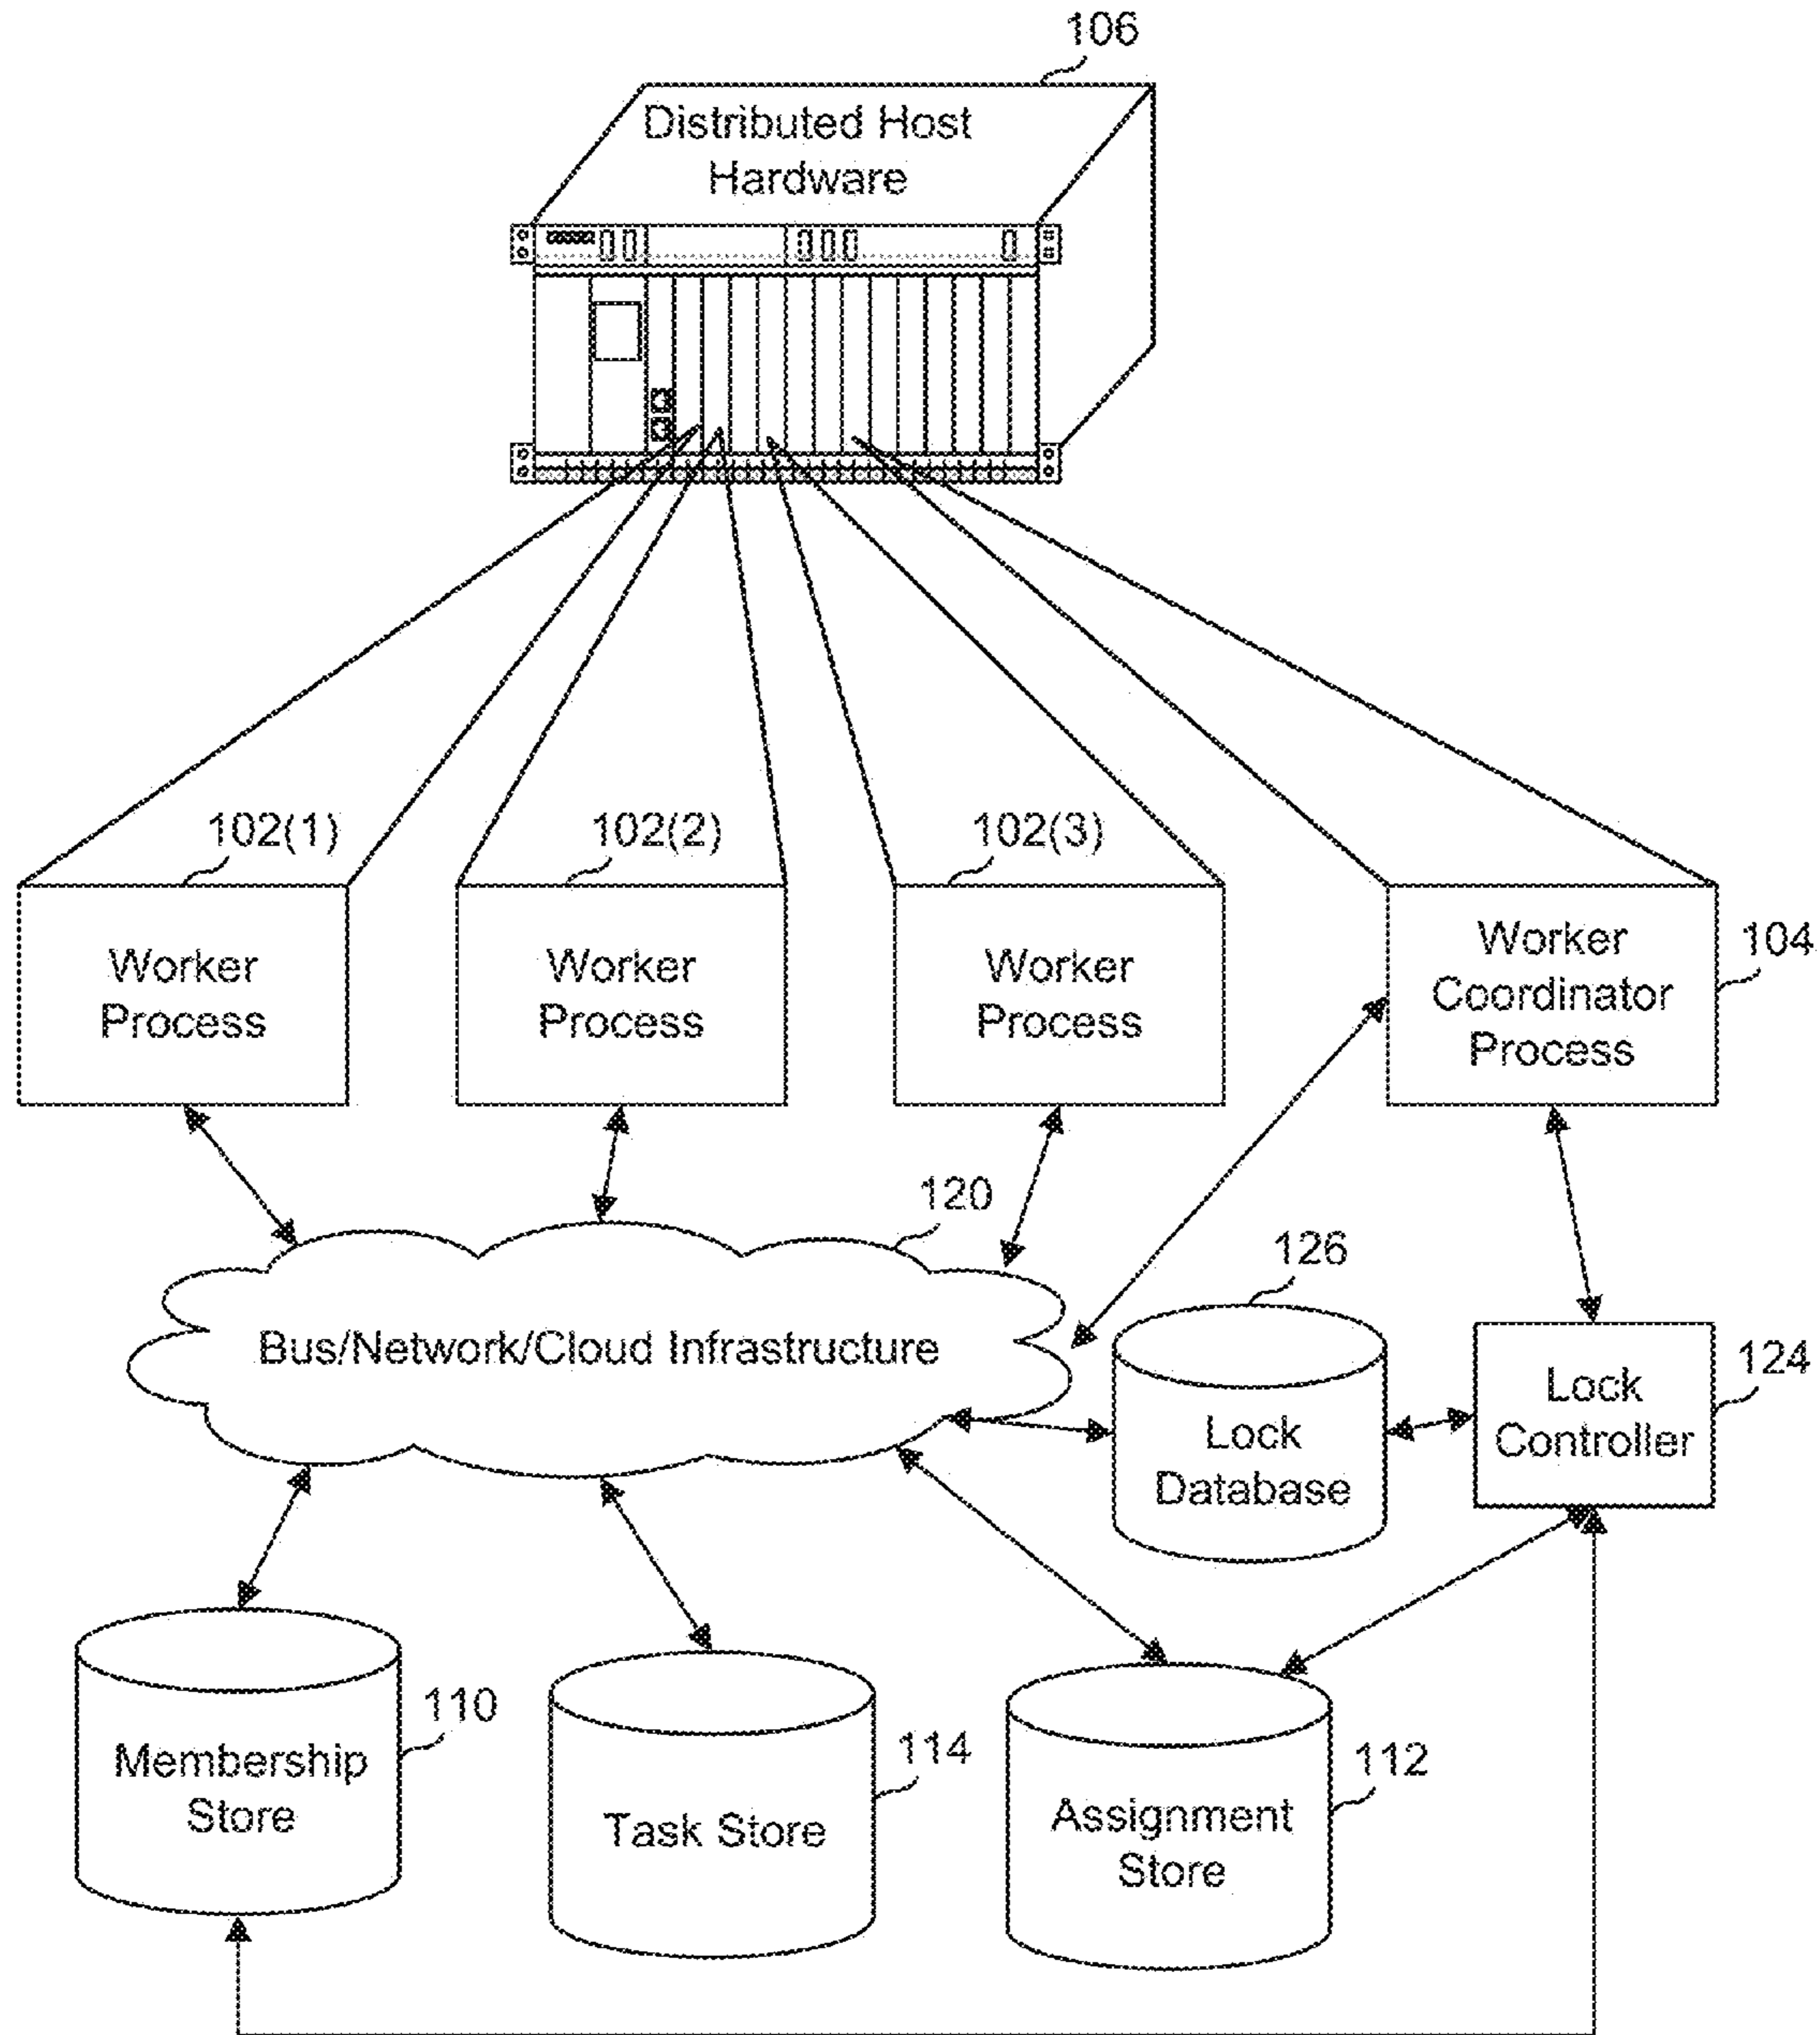 106
Distributed Host
Hardware
102(1)
102(2)
102(3)
Worker
Process
Worker
Process
Worker
Process
Worker
Coordinator
Process
104
120
126
Bus/Network/Cloud Infrastructure
Lock
Database
Lock
Controller
124
Membership
Store
110
Task Store
114
Assignment
Store
112